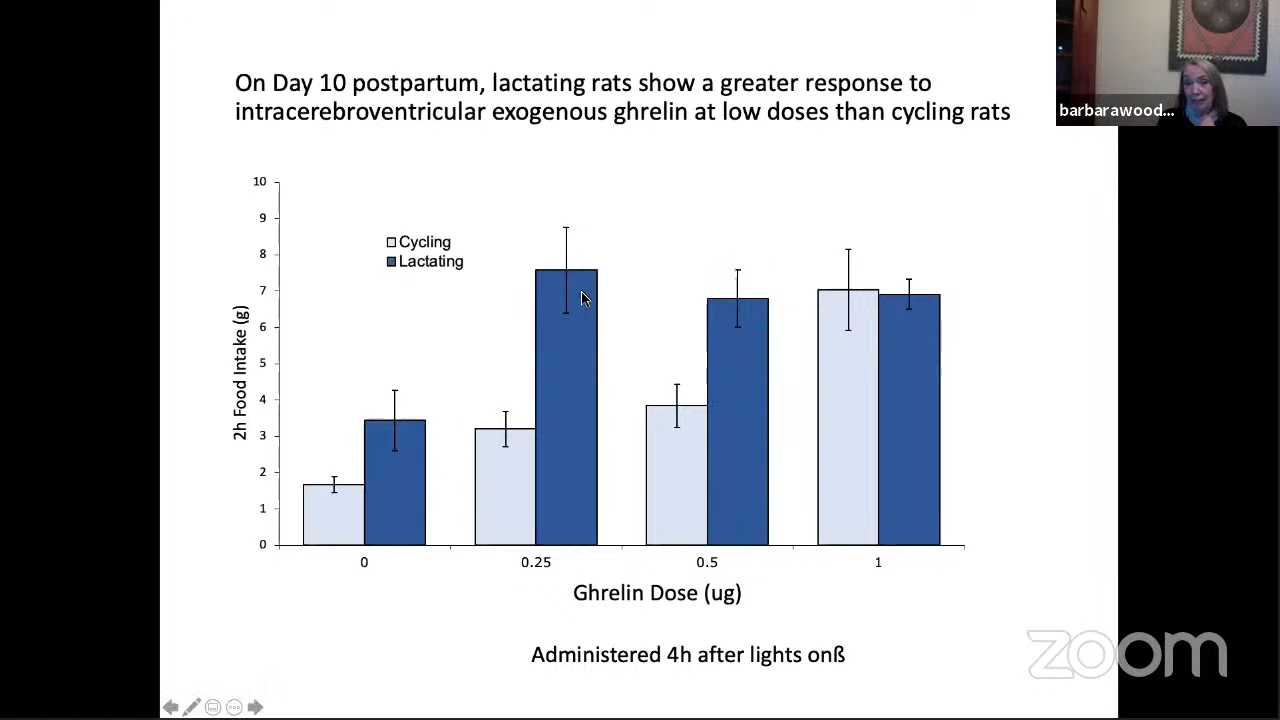 On Day 10 postpartum, lactating rats show a greater response to
intracerebroventricular exogenous ghrelin at low doses than cycling rats
barbarawood...
10
9
8
7
6
5
4
3
2
1
0
2h Food Intake (g)
Cycling
Lactating
0 0.25 0.5 1
Ghrelin Dose (ug)
Administered 4h after lights onß
zoom